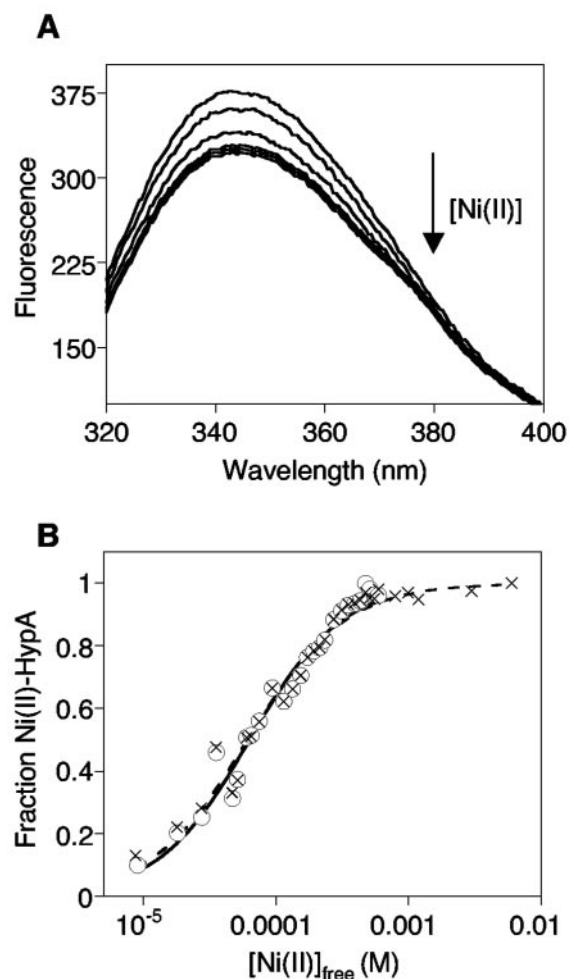 A
375
300
225
150
Fluorescence
[Ni(II)]
320 340 360 380 400
Wavelength (nm)
B
1
0.8
0.6
0.4
0.2
0
Fraction Ni(II)-HypA
10⁻⁵ 0.0001 0.001 0.01
[Ni(II)]free (M)